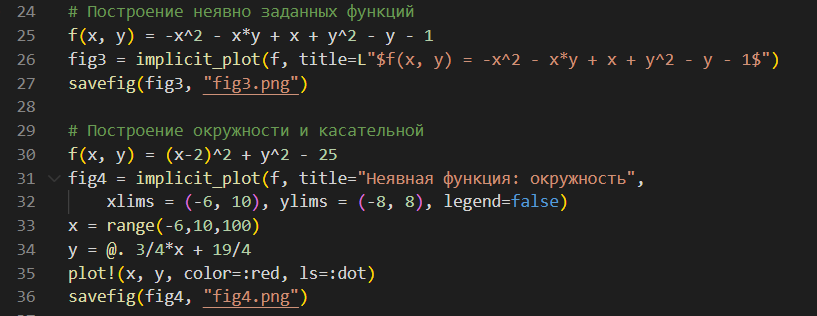 24 # Построение неявно заданных функций
25 f(x, y) = -x^2 - x*y + x + y^2 - y - 1
26 fig3 = implicit_plot(f, title=L"$f(x, y) = -x^2 - x*y + x + y^2 - y - 1$")
27 savefig(fig3, "fig3.png")
28
29 # Построение окружности и касательной
30 f(x, y) = (x-2)^2 + y^2 - 25
31 fig4 = implicit_plot(f, title="Неявная функция: окружность",
32     xlims = (-6, 10), ylims = (-8, 8), legend=false)
33 x = range(-6,10,100)
34 y = @. 3/4*x + 19/4
35 plot!(x, y, color=:red, ls=:dot)
36 savefig(fig4, "fig4.png")